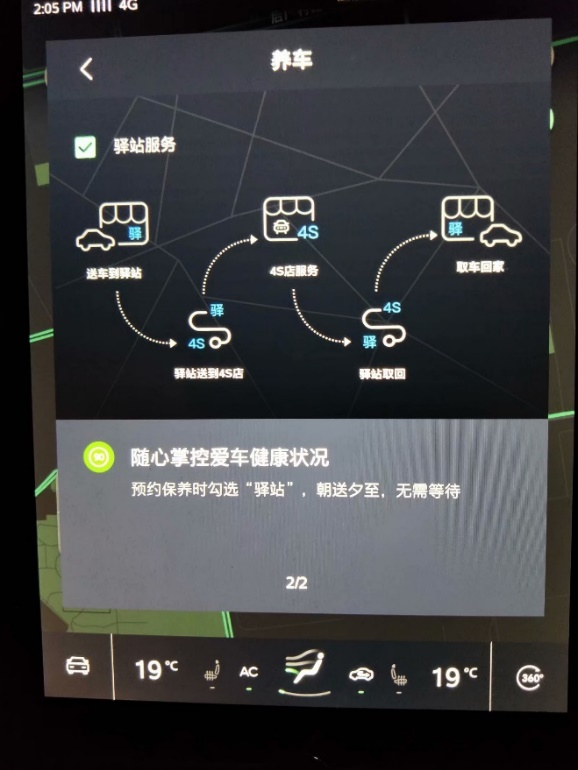 2:05 PM 4G
养车
驿站服务
驿
4S
驿
送车到驿站
4S店服务
取车回家
驿
4S
4S
驿
驿站送到4S店
驿站取回
随心掌控爱车健康状况
预约保养时勾选“驿站”，朝送夕至，无需等待
2/2
19℃
AC
19℃
360°